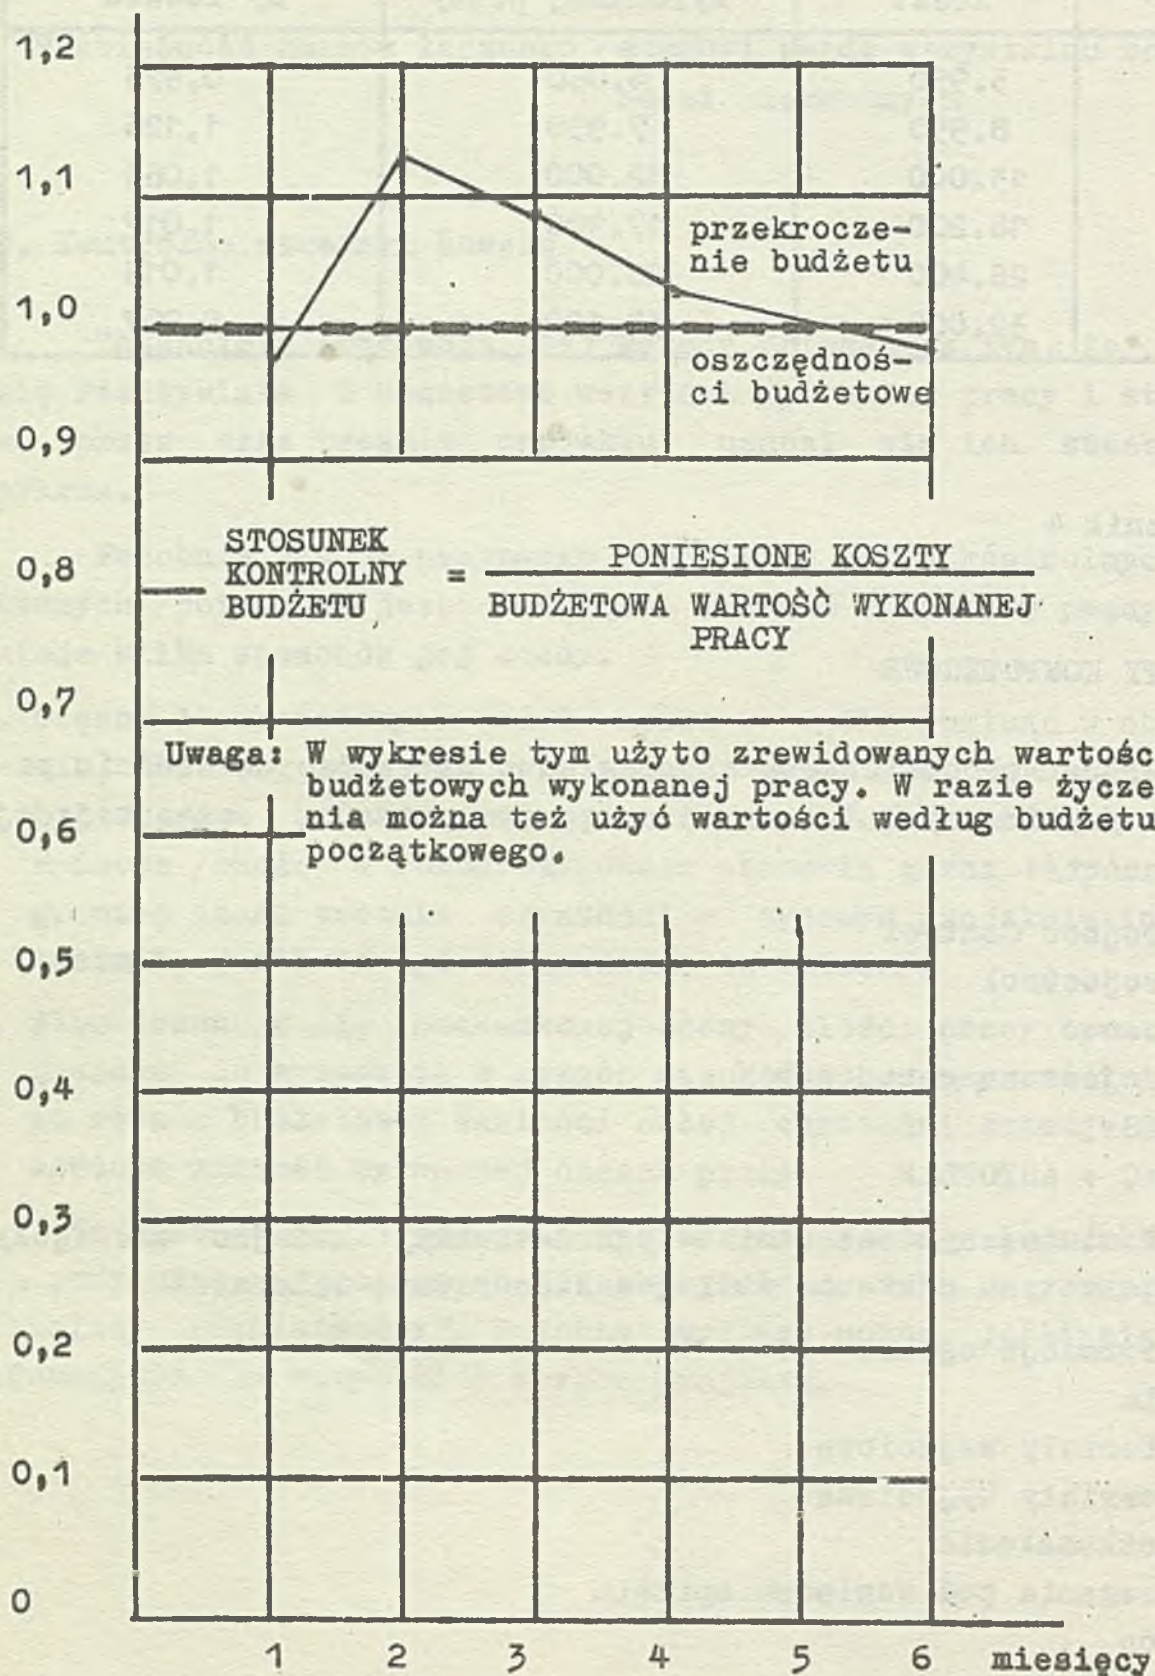 1,2
1,1
przekrocze-
nie budżetu
1,0
oszczędnoś-
ci budżetowe
0,9
STOSUNEK
KONTROLNY
BUDŻETU
=
PONIESIONE KOSZTY
BUDŻETOWA WARTOŚĆ WYKONANEJ
PRACY
0,8
0,7
Uwaga: W wykresie tym użyto zrewidowanych wartośc
budżetowych wykonanej pracy. W razie życze
nia można też użyć wartości według budżetu
początkowego.
0,6
0,5
0,4
0,3
0,2
0,1
0
1 2 3 4 5 6 miesięcy